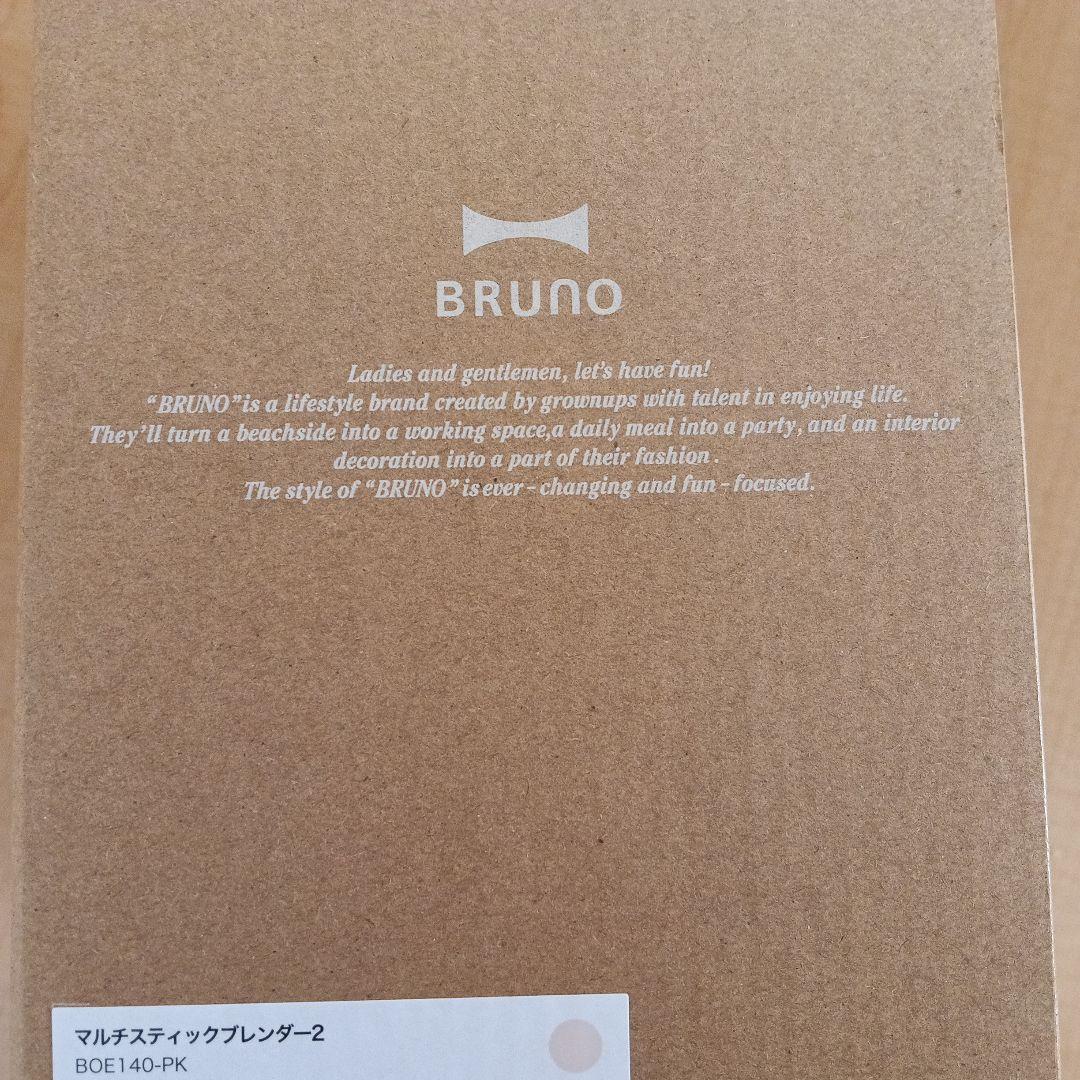 BRUNO
Ladies and gentlemen, let's have fun!
“BRUNO”is a lifestyle brand created by grownups with talent in enjoying life.
They'll turn a beachside into a working space,a daily meal into a party, and an interior
decoration into a part of their fashion .
The style of “BRUNO” is ever - changing and fun - focused.
マルチスティックブレンダー2
BOE140-PK